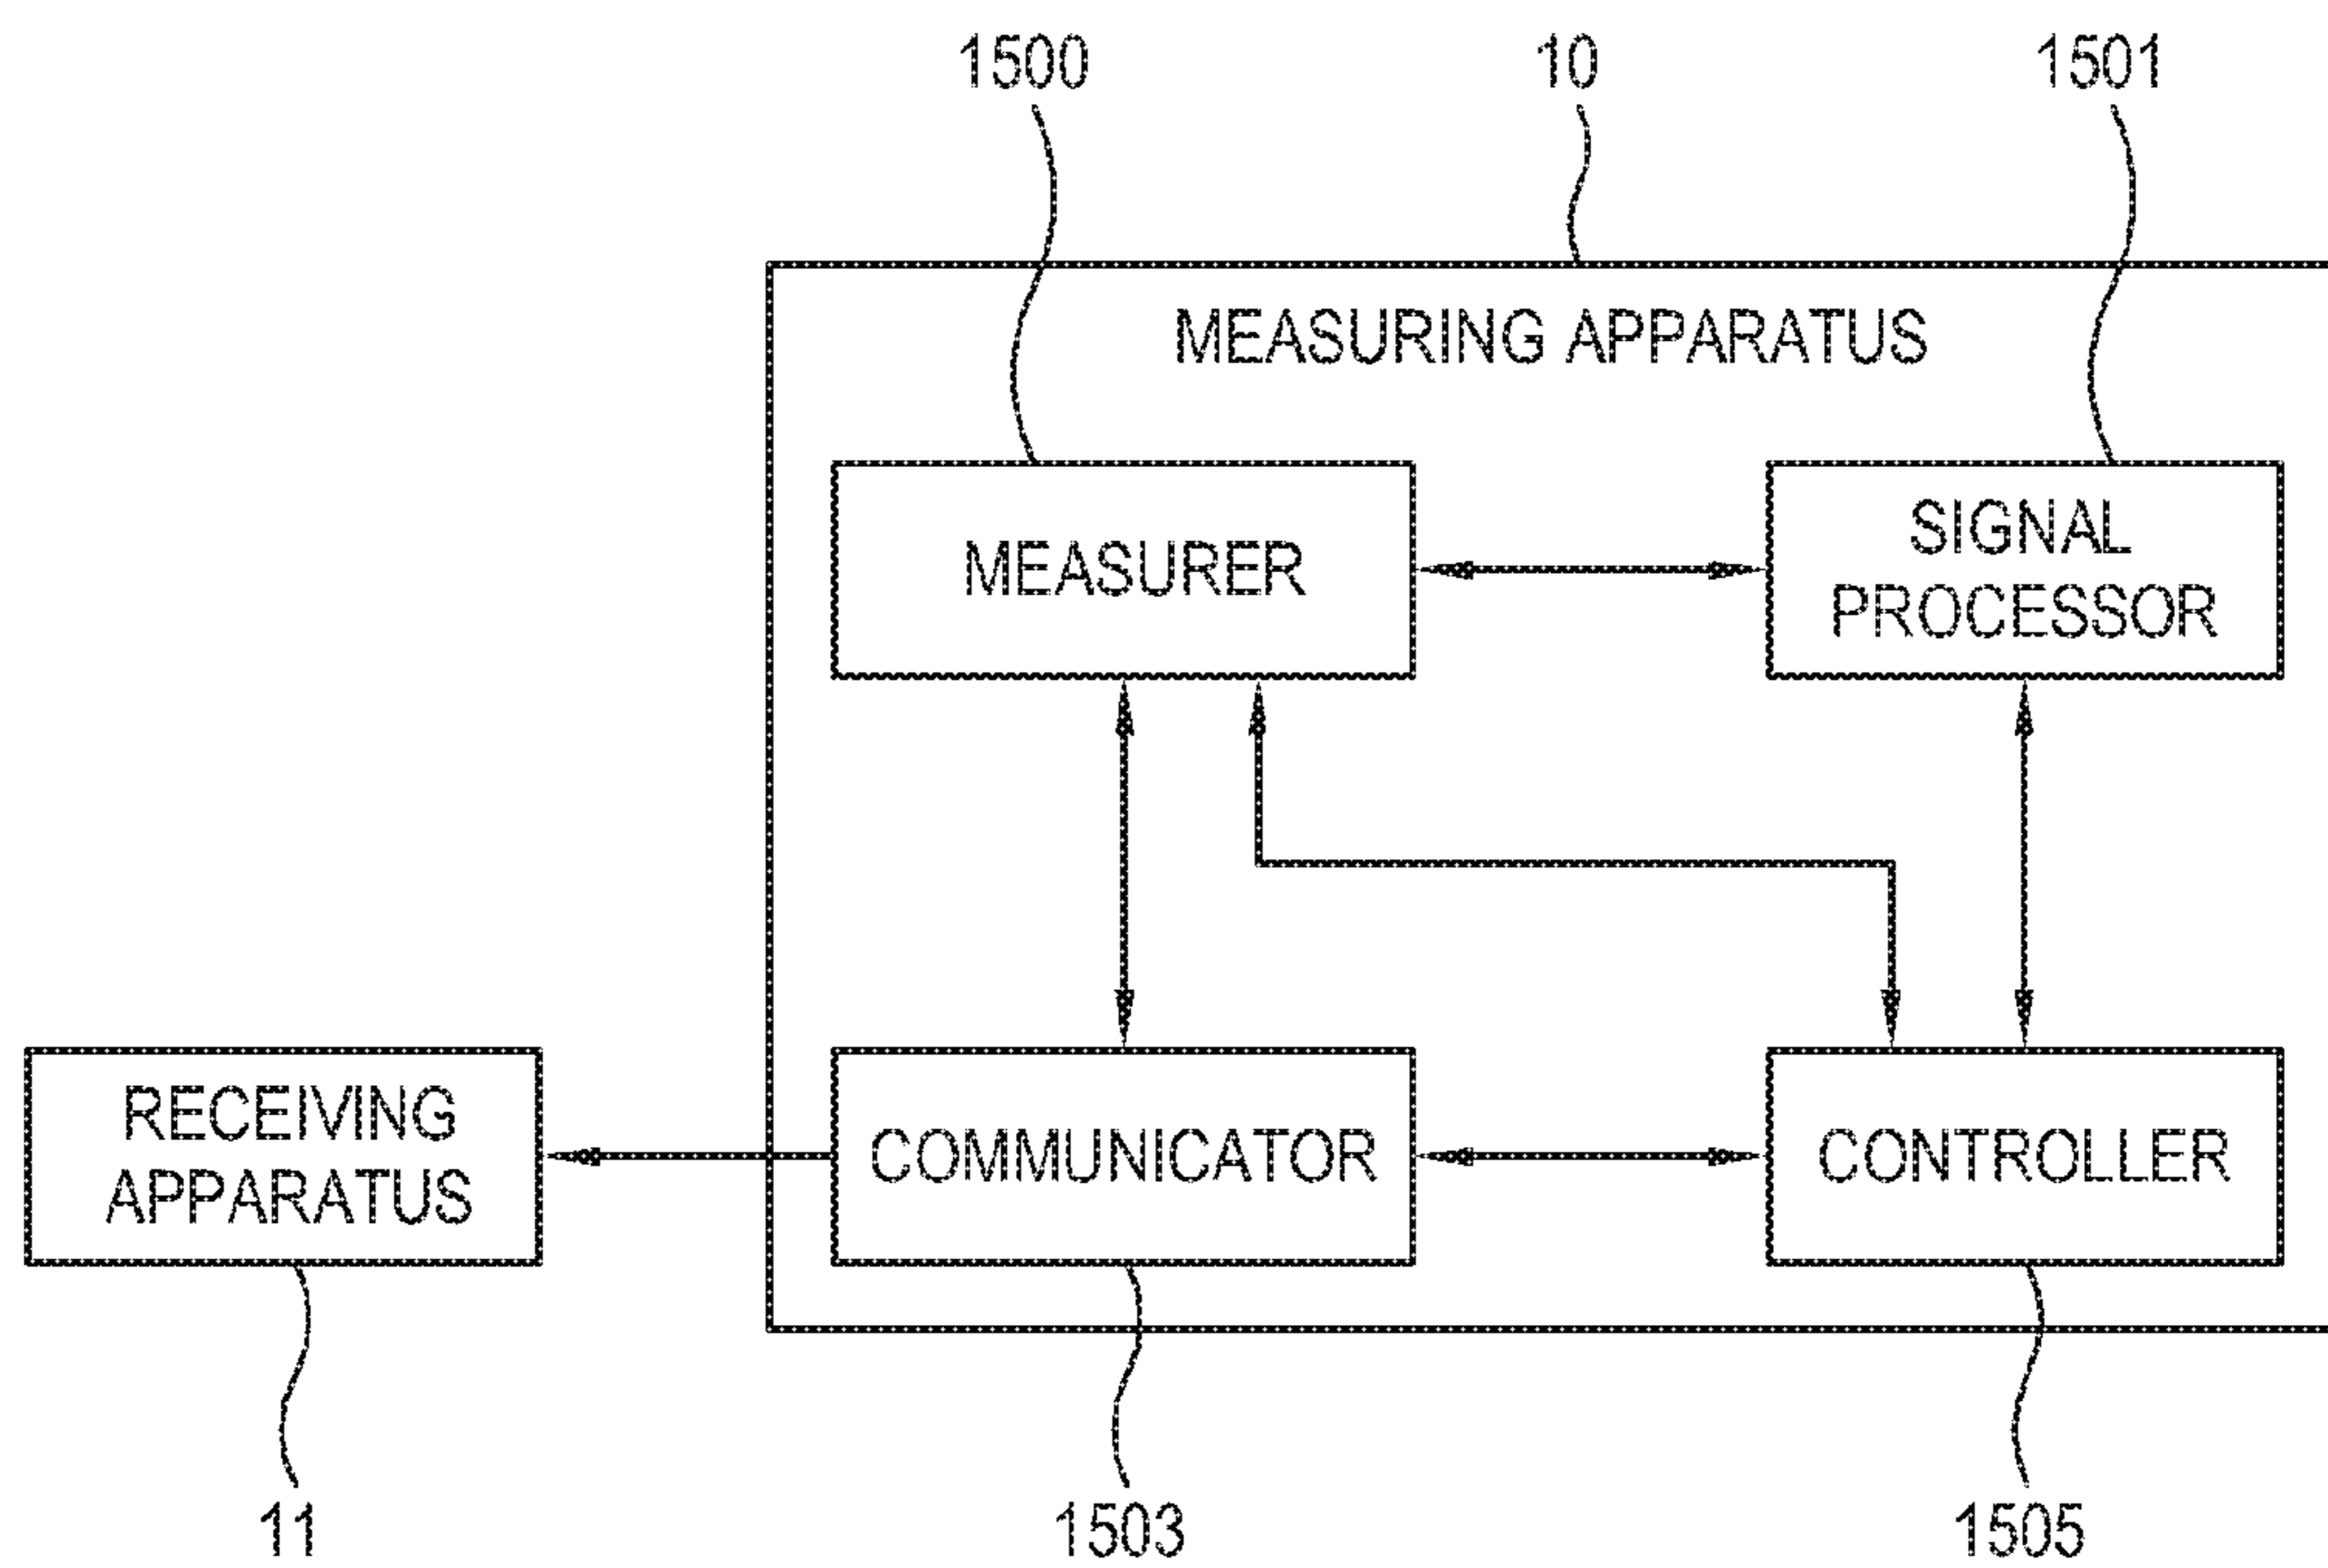 1500
10
1501
MEASURING APPARATUS
MEASURER
SIGNAL
PROCESSOR
RECEIVING
APPARATUS
COMMUNICATOR
CONTROLLER
11
1503
1505